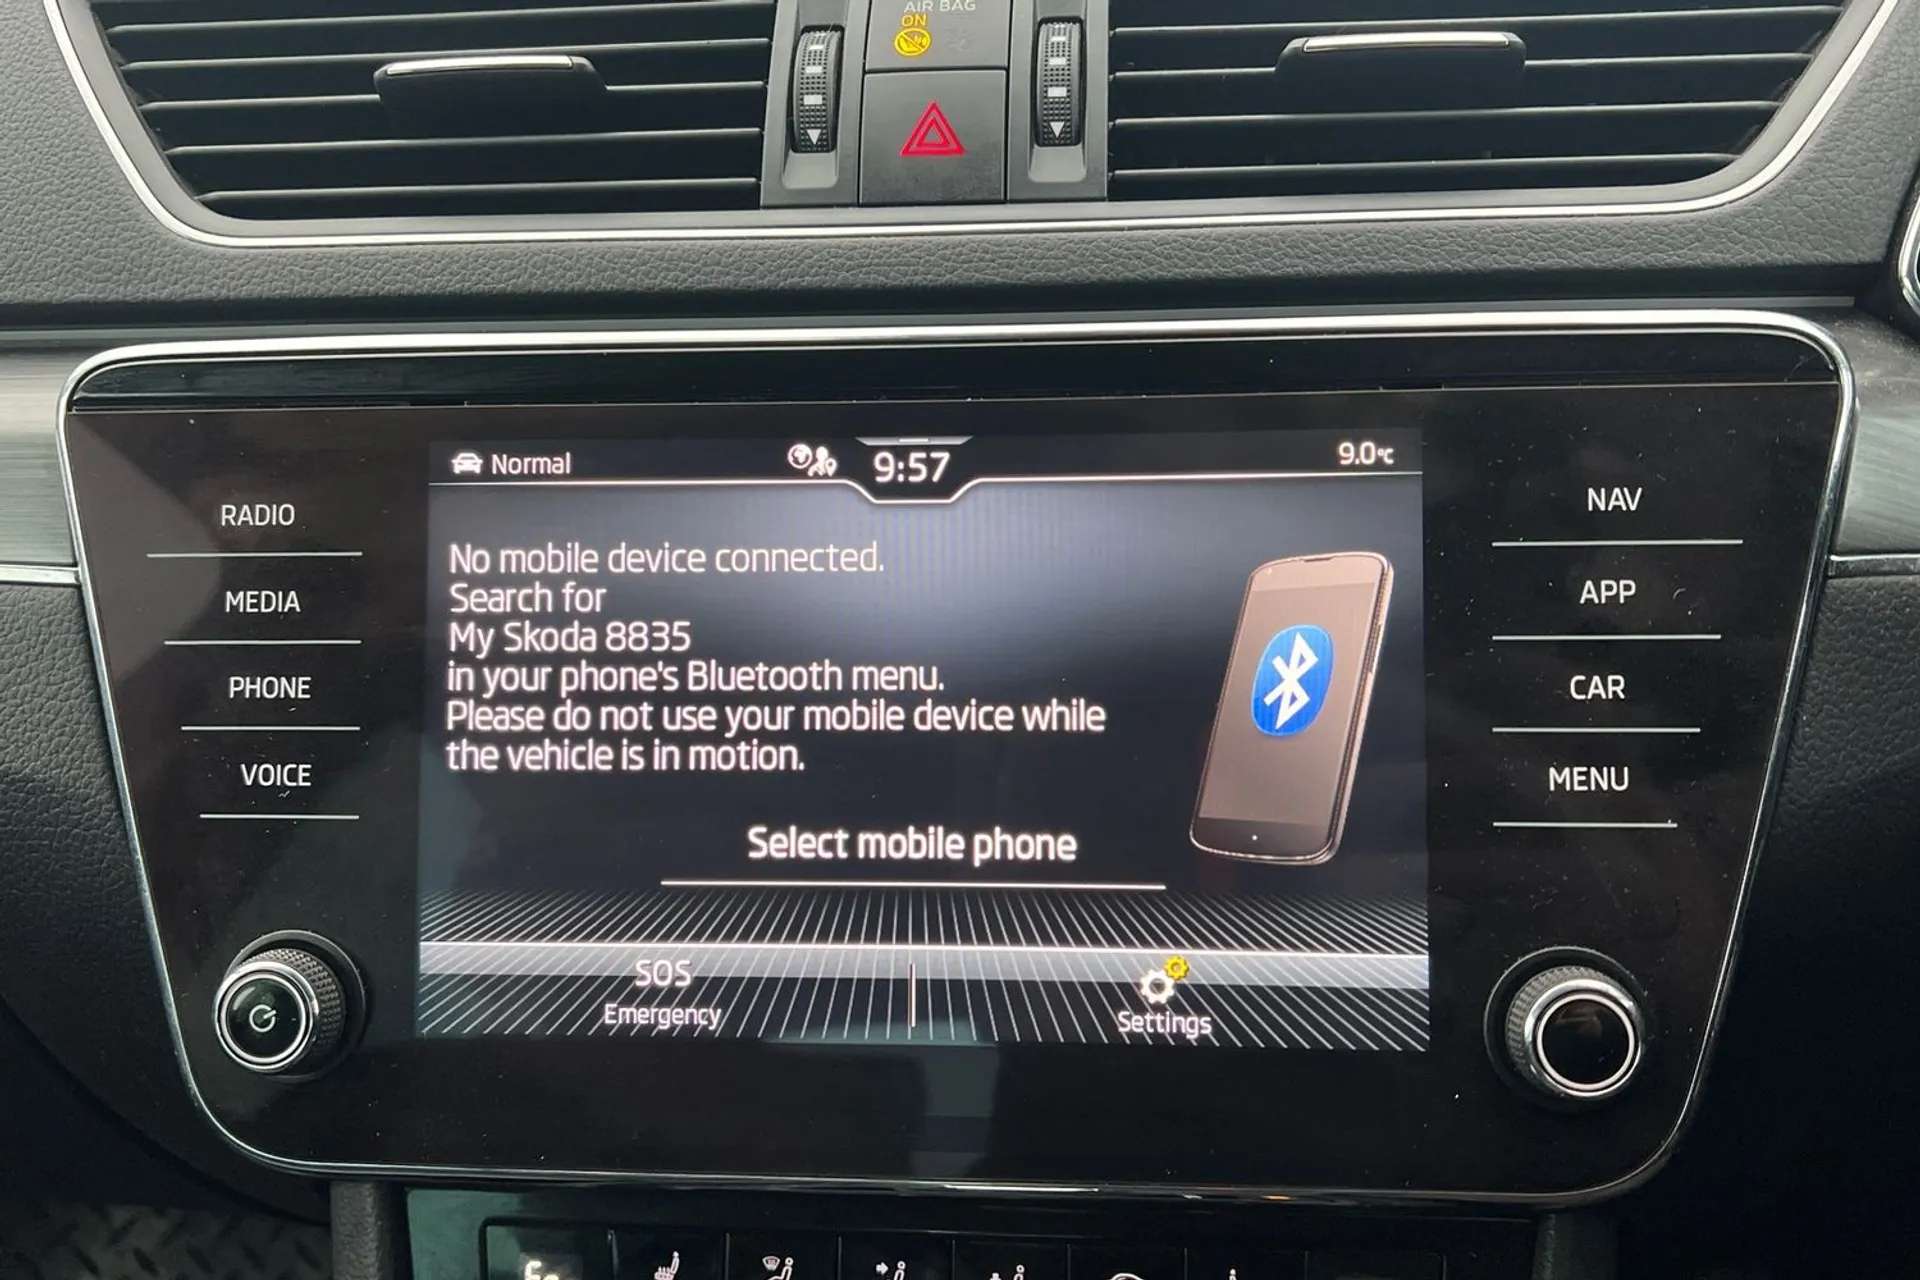 AIR BAG
ON
Normal
9:57
9.0°C
RADIO
MEDIA
PHONE
VOICE
No mobile device connected.
Search for
My Skoda 8835
in your phone's Bluetooth menu.
Please do not use your mobile device while
the vehicle is in motion.
Select mobile phone
SOS
Emergency
Settings
NAV
APP
CAR
MENU